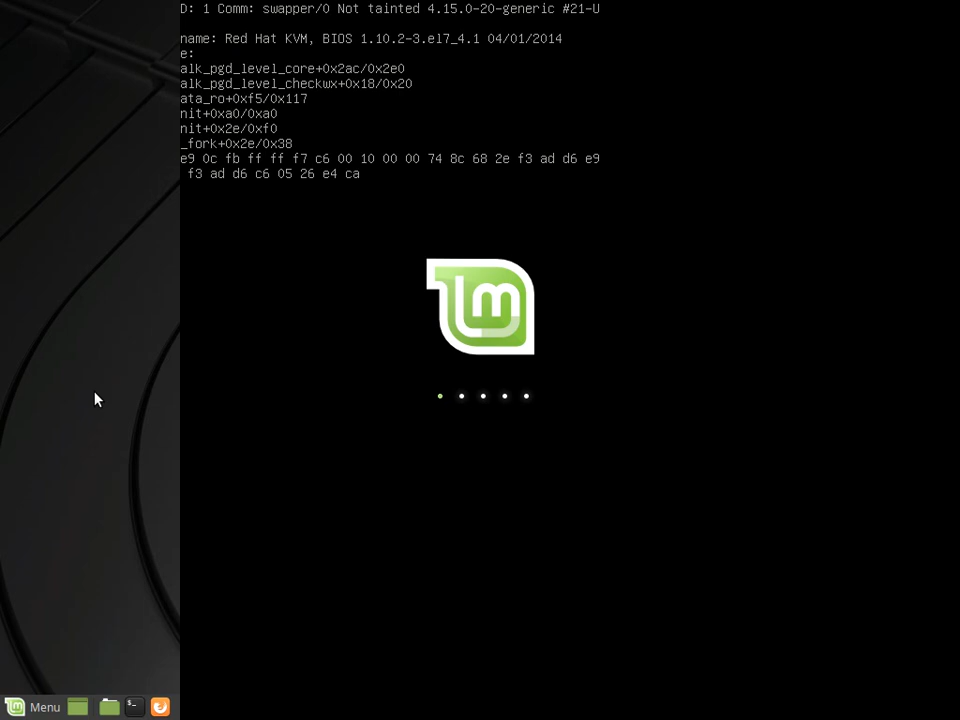 D: 1 Comm: swapper/0 Not tainted 4.15.0-20-generic #21-U
name: Red Hat KVM, BIOS 1.10.2-3.el7_4.1 04/01/2014
e:
alk_pgd_level_core+0x2ac/0x2e0
alk_pgd_level_checkwx+0x18/0x20
ata_ro+0xf5/0x117
nit+0xa0/0xa0
nit+0x2e/0xf0
_fork+0x2e/0x38
e9 0c fb ff ff f7 c6 00 10 00 00 74 8c 68 2e f3 ad d6 e9
f3 ad d6 c6 05 26 e4 ca
Menu